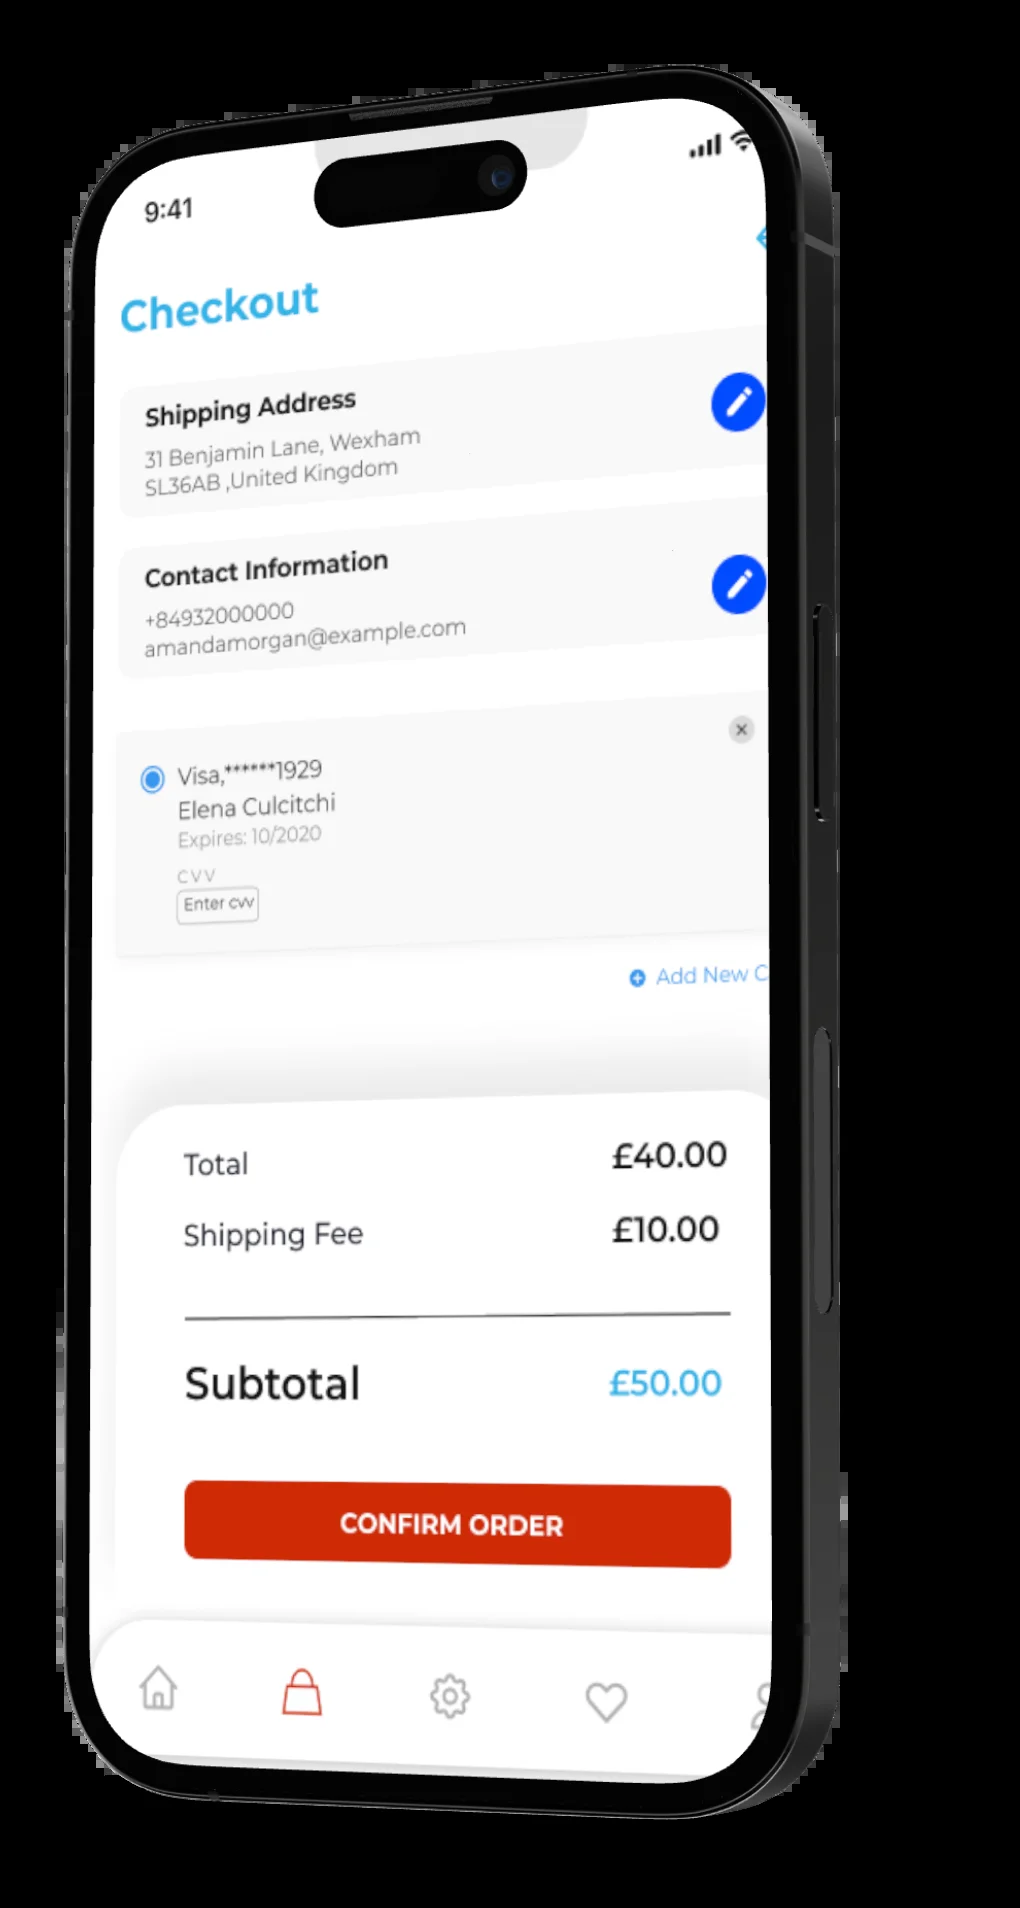 9:41
Checkout
Shipping Address
31 Benjamin Lane, Wexham
SL36AB ,United Kingdom
Contact Information
+84932000000
amandamorgan@example.com
Visa,******1929
Elena Culcitchi
Expires: 10/2020
CVV
Enter cvv
Add New C
Total £40.00
Shipping Fee £10.00
Subtotal £50.00
CONFIRM ORDER